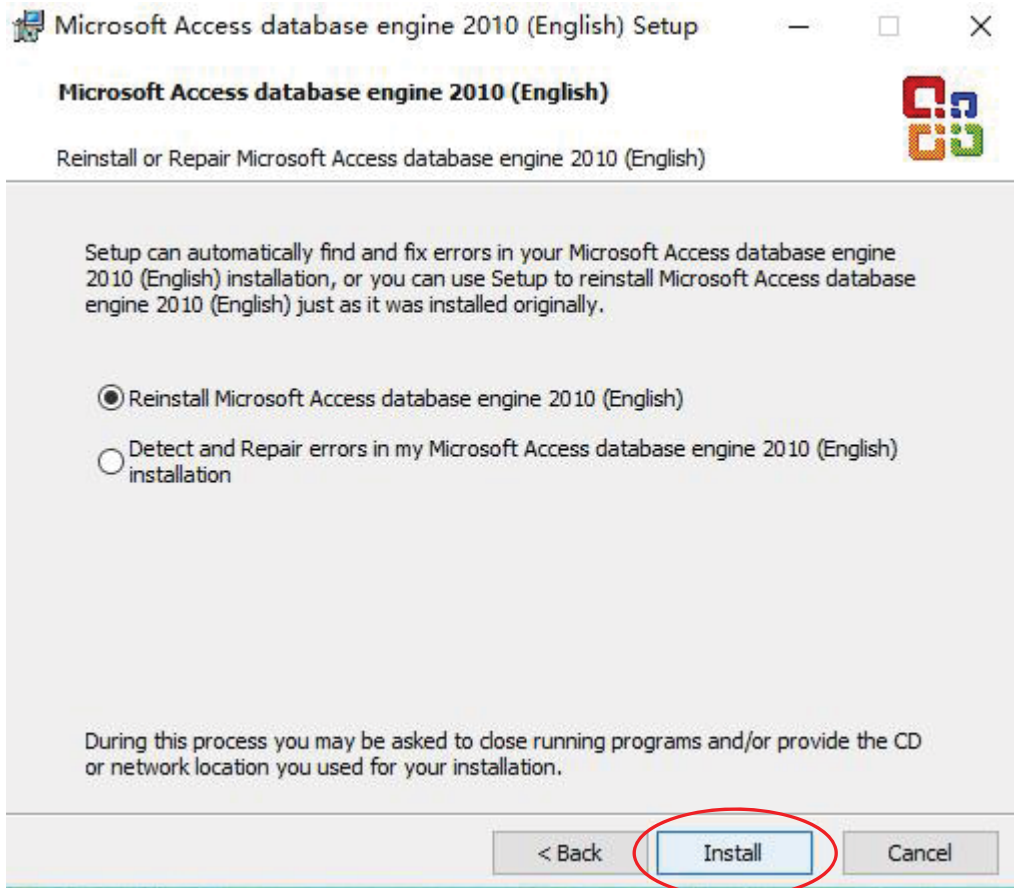 Microsoft Access database engine 2010 (English) Setup
Microsoft Access database engine 2010 (English)
Reinstall or Repair Microsoft Access database engine 2010 (English)
Setup can automatically find and fix errors in your Microsoft Access database engine
2010 (English) installation, or you can use Setup to reinstall Microsoft Access database
engine 2010 (English) just as it was installed originally.
Reinstall Microsoft Access database engine 2010 (English)
Detect and Repair errors in my Microsoft Access database engine 2010 (English)
installation
During this process you may be asked to close running programs and/or provide the CD
or network location you used for your installation.
< Back Install Cancel